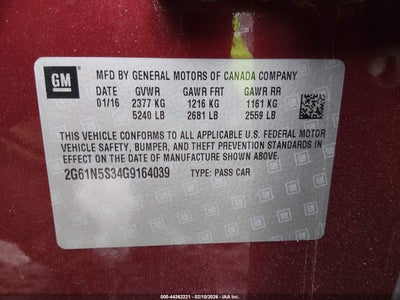 GM
MFD BY GENERAL MOTORS OF CANADA COMPANY
DATE GVWR GAWR FRT GAWR RR
01/16 2377 KG 1216 KG 1161 KG
5240 LB 2681 LB 2559 LB
THIS VEHICLE CONFORMS TO ALL APPLICABLE U.S. FEDERAL MOTOR
VEHICLE SAFETY, BUMPER, AND THEFT PREVENTION STANDARDS IN
EFFECT ON THE DATE OF MANUFACTURE SHOWN ABOVE.
2G61N5S34G9164039 TYPE: PASS CAR
000-44382221 - 02/10/2026 - IAA Inc.